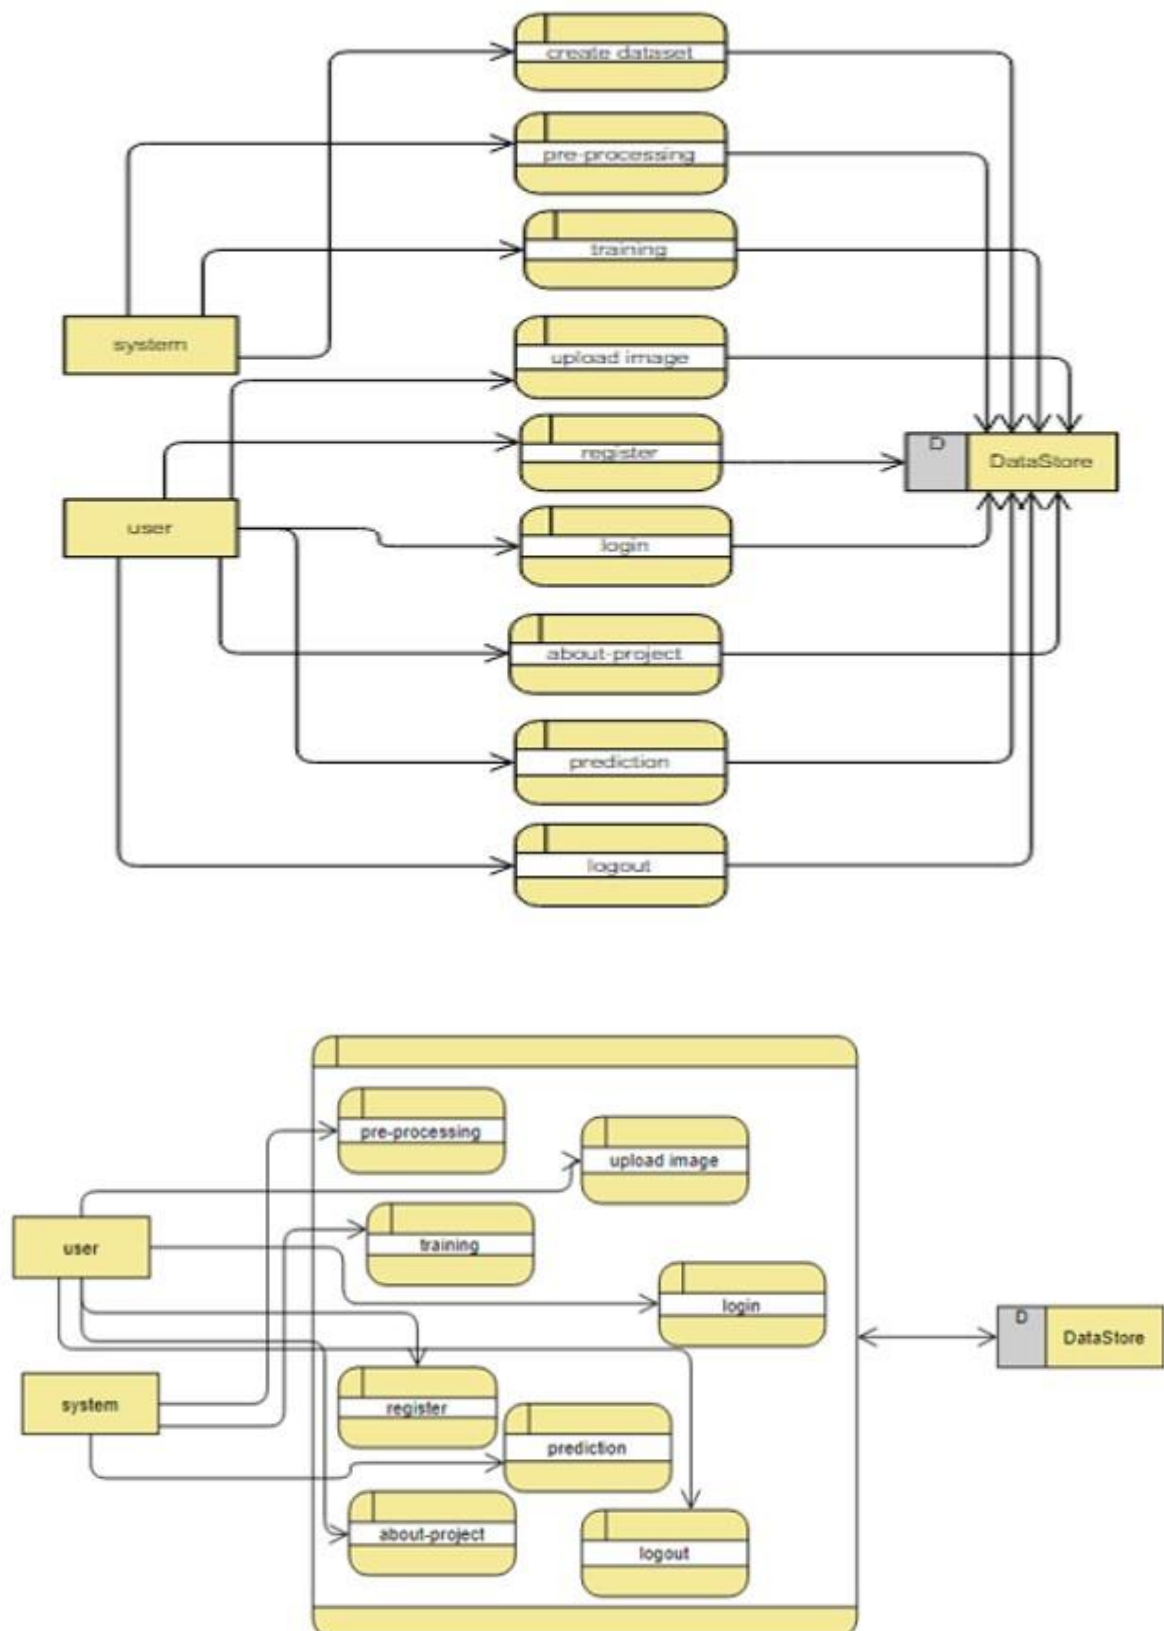 create dataset
pre-processing
training
system
upload image
register
D
DataStore
user
login
about-project
prediction
logout
pre-processing
upload image
user
training
login
D
DataStore
system
register
prediction
about-project
logout